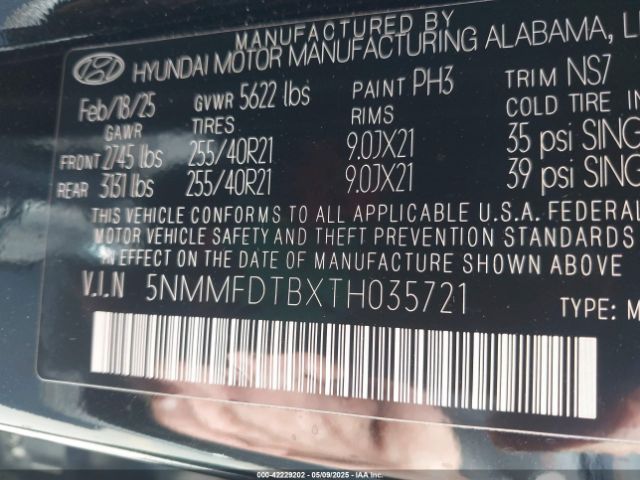 MANUFACTURED BY
HYUNDAI MOTOR MANUFACTURING ALABAMA, L
Feb/18/25 GVWR 5622 lbs PAINT PH3 TRIM NS7
GAWR TIRES RIMS COLD TIRE IN
FRONT 2745 lbs 255/40R21 9.0JX21 35 psi SING
REAR 3131 lbs 255/40R21 9.0JX21 39 psi SING
THIS VEHICLE CONFORMS TO ALL APPLICABLE U.S.A. FEDERAL
MOTOR VEHICLE SAFETY AND THEFT PREVENTION STANDARDS
IN EFFECT ON THE DATE OF MANUFACTURE SHOWN ABOVE
V.I.N 5NMMFDTBXTH035721 TYPE: M
000-42229202 05/09/2025 IAAI.COM